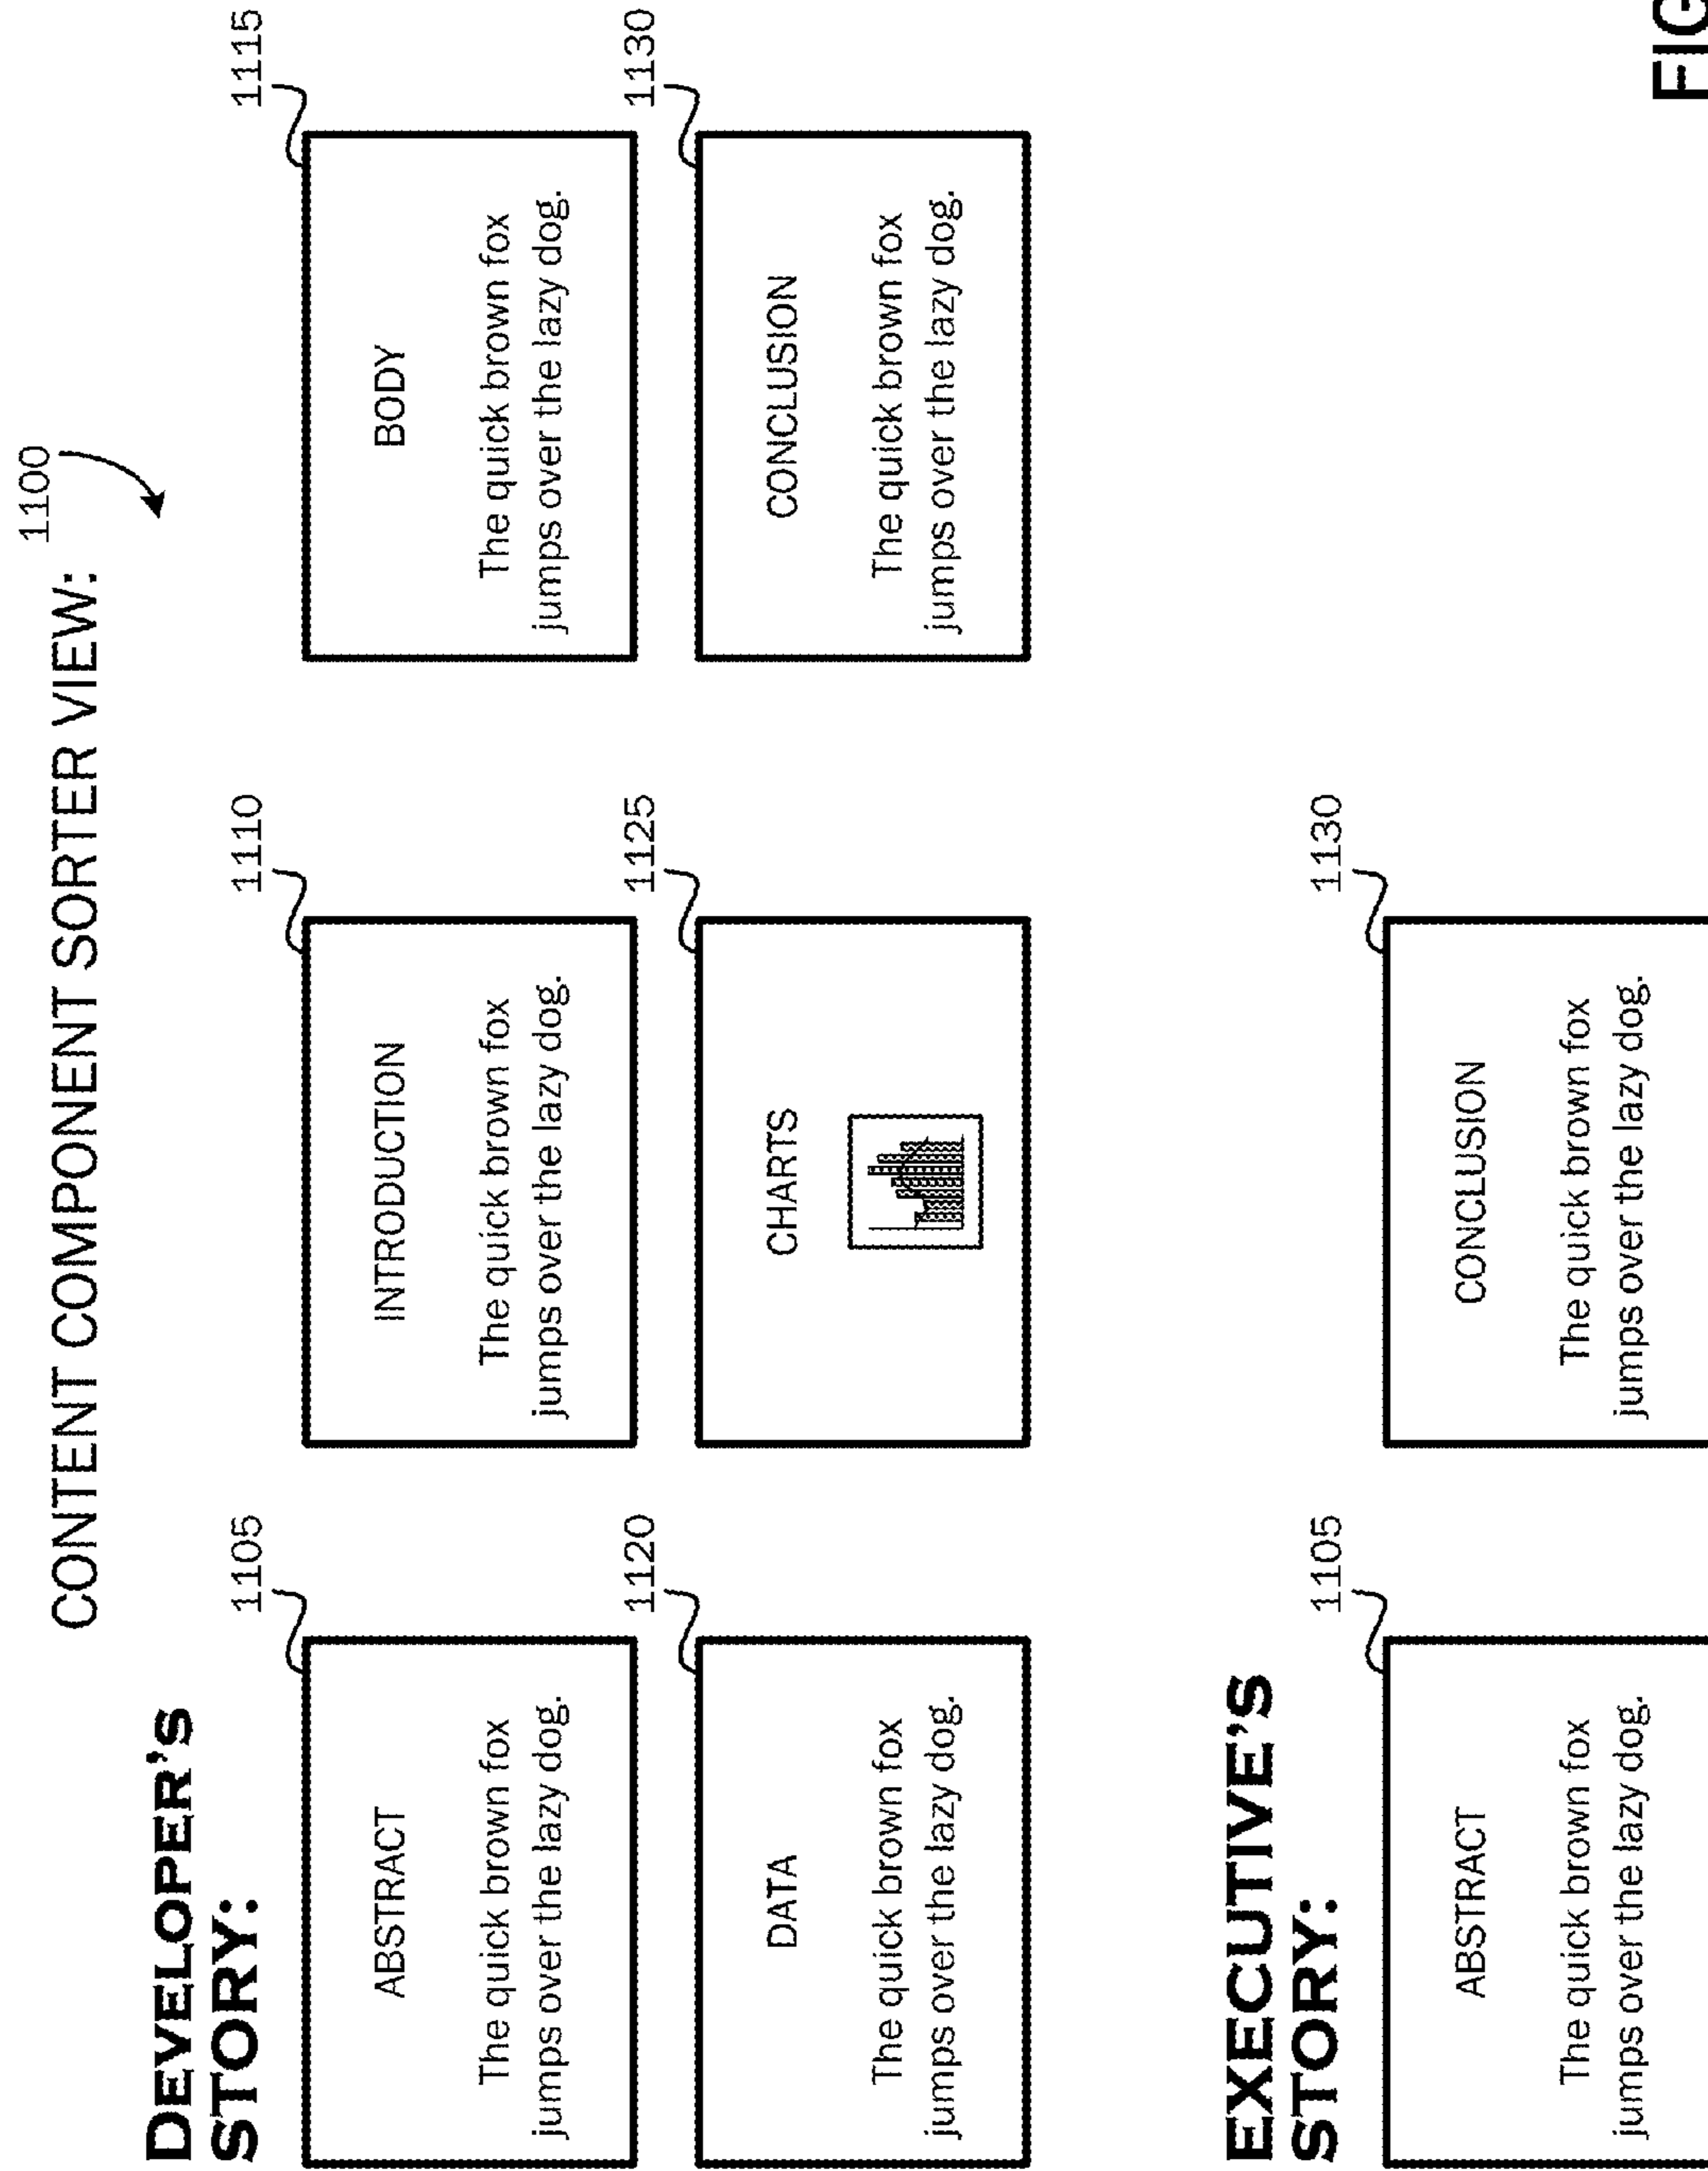 1100
CONTENT COMPONENT SORTER VIEW:
DEVELOPER'S
STORY:
1105
ABSTRACT
The quick brown fox
jumps over the lazy dog.
1110
INTRODUCTION
The quick brown fox
jumps over the lazy dog.
1115
BODY
The quick brown fox
jumps over the lazy dog.
1120
DATA
The quick brown fox
jumps over the lazy dog.
1125
CHARTS
1130
CONCLUSION
The quick brown fox
jumps over the lazy dog.
EXECUTIVE'S
STORY:
1105
ABSTRACT
The quick brown fox
jumps over the lazy dog.
1130
CONCLUSION
The quick brown fox
jumps over the lazy dog.
FIG